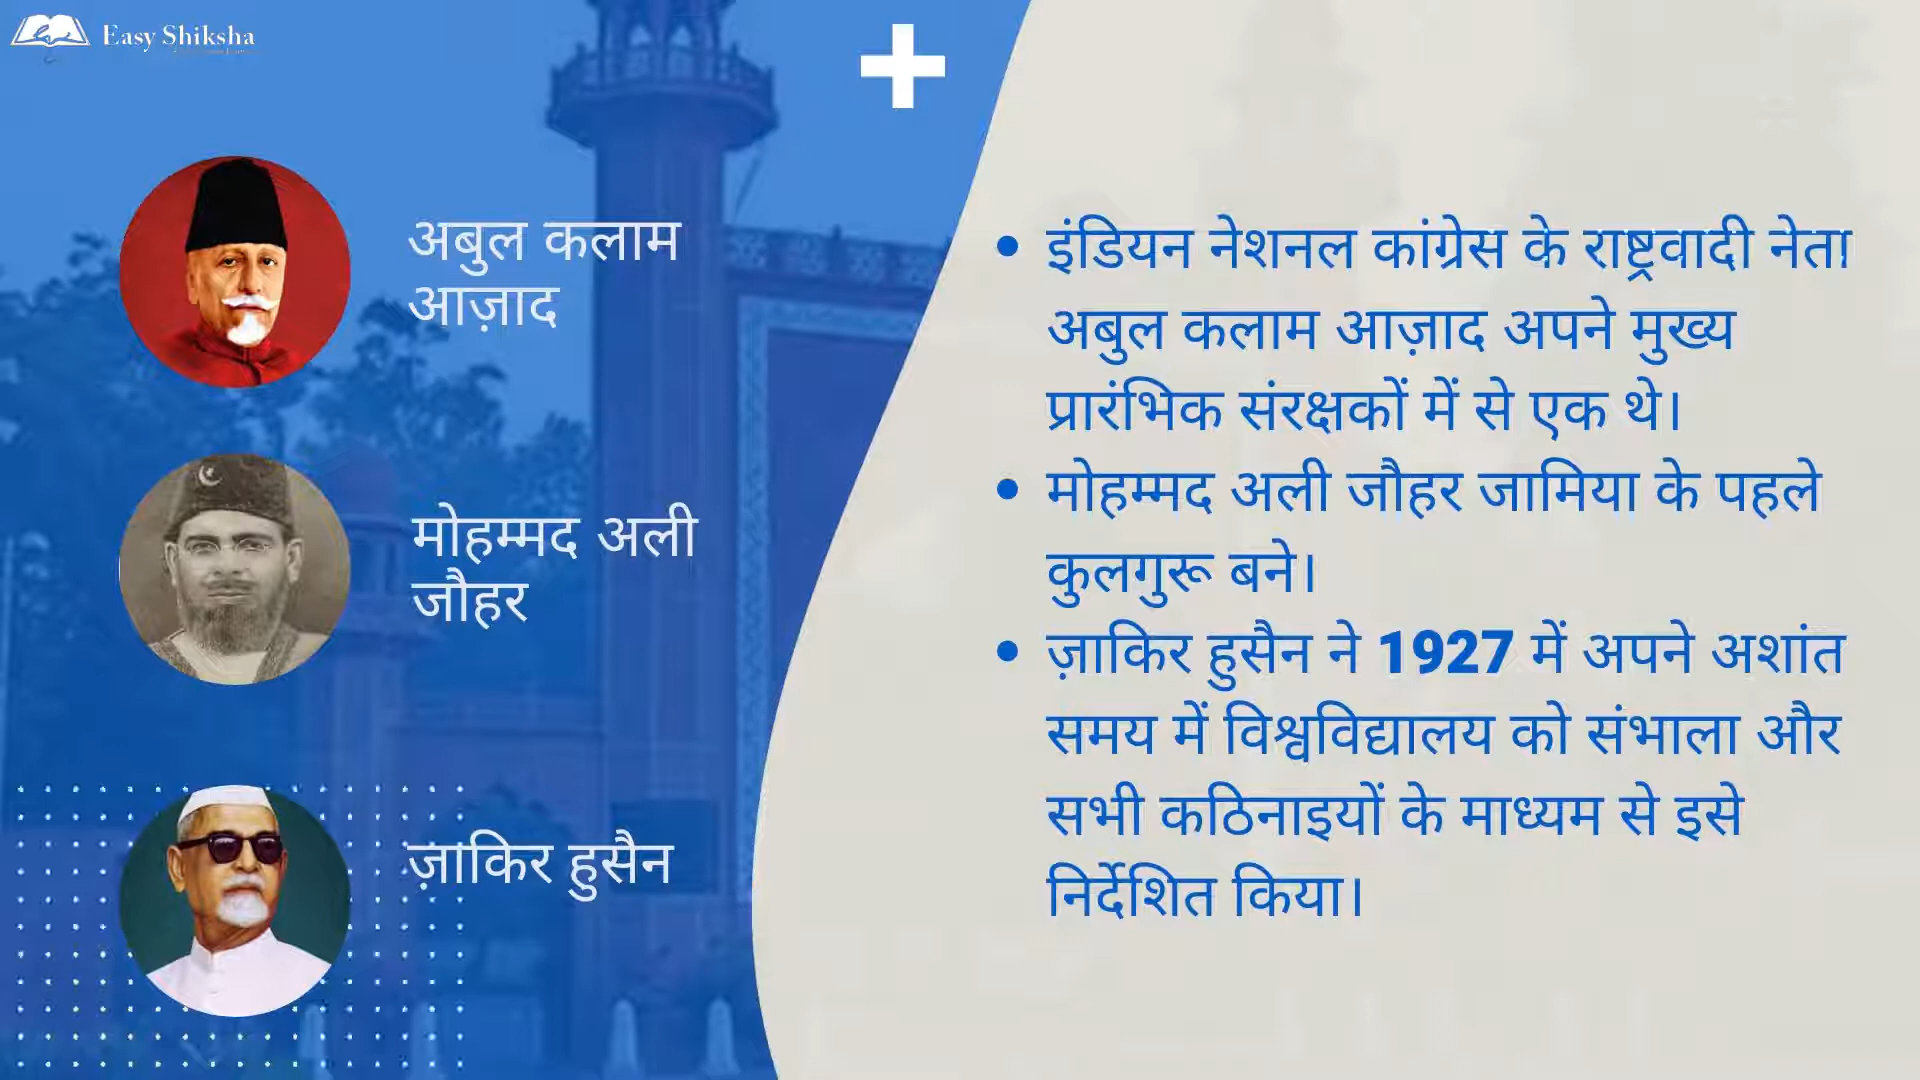 Easy Shiksha
अबुल कलाम
आज़ाद
मोहम्मद अली
जौहर
ज़ाकिर हुसैन
इंडियन नेशनल कांग्रेस के राष्ट्रवादी नेता
अबुल कलाम आज़ाद अपने मुख्य
प्रारंभिक संरक्षकों में से एक थे।
मोहम्मद अली जौहर जामिया के पहले
कुलगुरू बने।
ज़ाकिर हुसैन ने 1927 में अपने अशांत
समय में विश्वविद्यालय को संभाला और
सभी कठिनाइयों के माध्यम से इसे
निर्देशित किया।